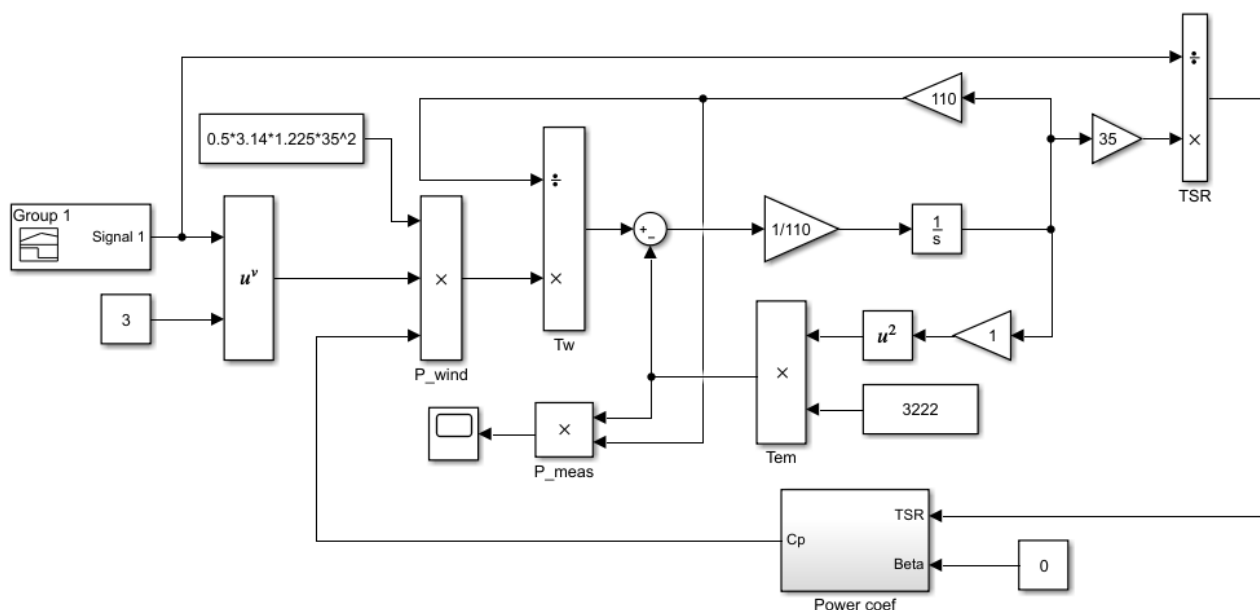 ÷
110
0.5*3.14*1.225*35^2
35
×
÷
TSR
Group 1
Signal 1
+
−
1/110
1
s
u^v
×
×
3
Tw
u^2
1
P_wind
×
3222
×
P_meas
Tem
TSR
Cp
Beta
0
Power coef